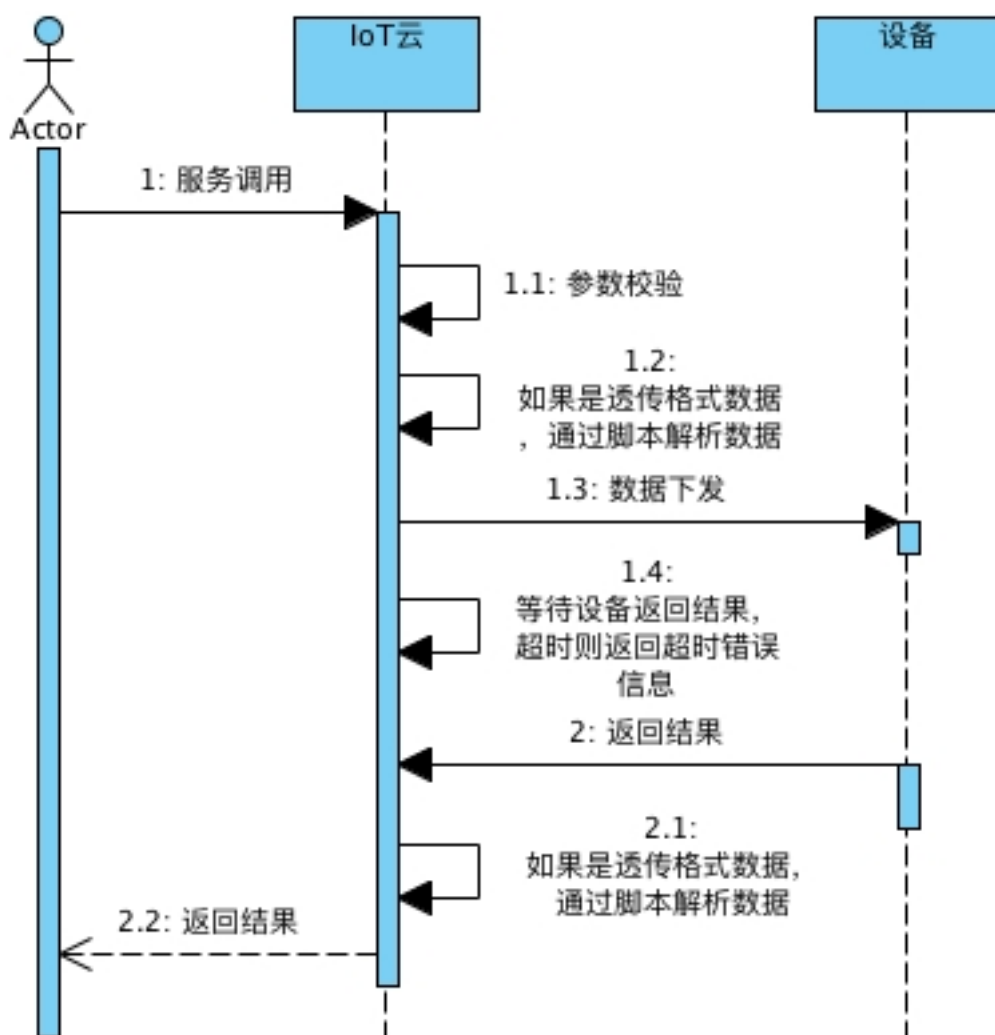 IoT云
设备
Actor
1: 服务调用
1.1: 参数校验
1.2:
如果是透传格式数据
，通过脚本解析数据
1.3: 数据下发
1.4:
等待设备返回结果，
超时则返回超时错误
信息
2: 返回结果
2.1:
如果是透传格式数据，
通过脚本解析数据
2.2: 返回结果